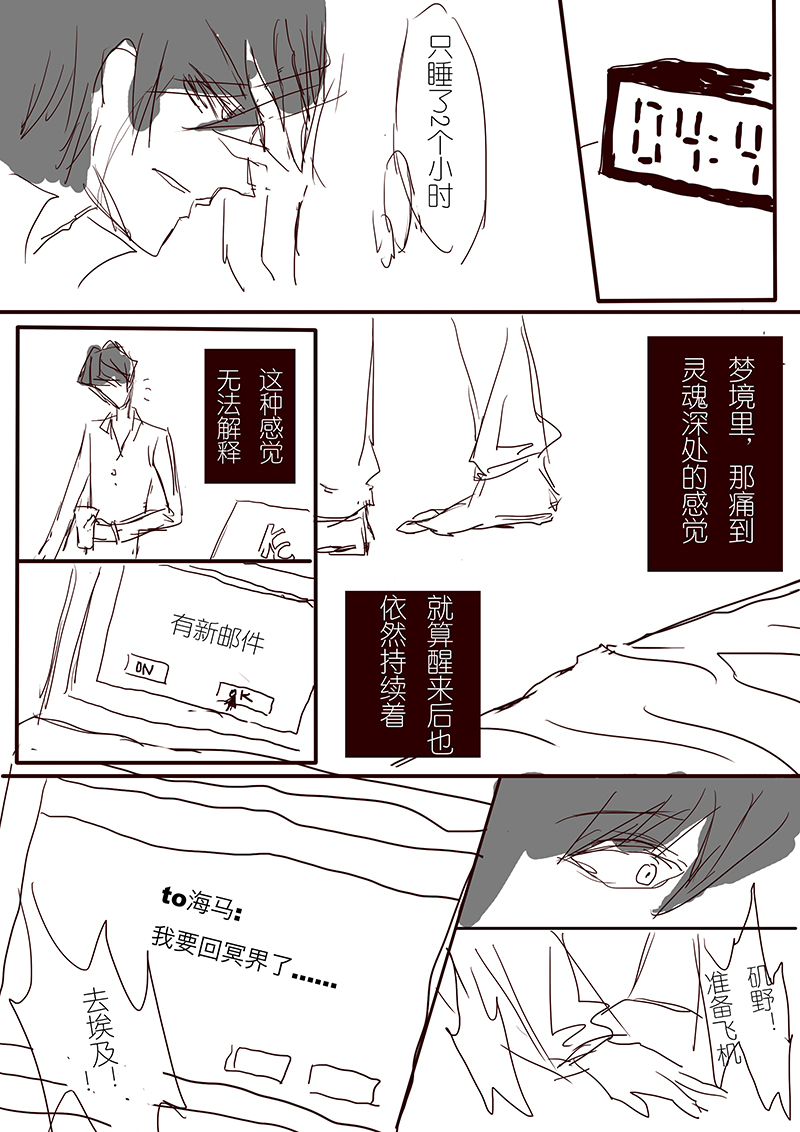 04:4
只睡了2个小时
梦境里，那痛到
灵魂深处的感觉
就算醒来后也
依然持续着
这种感觉
无法解释
有新邮件
ON
OK
KC
矶野！
准备飞机
to海马:
我要回冥界了......
去埃及！！